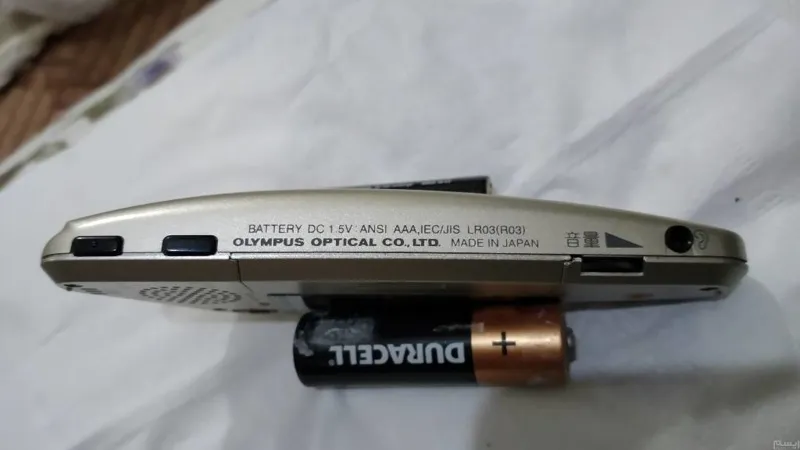 BATTERY DC 1.5V ANSI AAA,IEC/JIS LR03(R03)
OLYMPUS OPTICAL CO., LTD. MADE IN JAPAN
音量
DURACELL
+